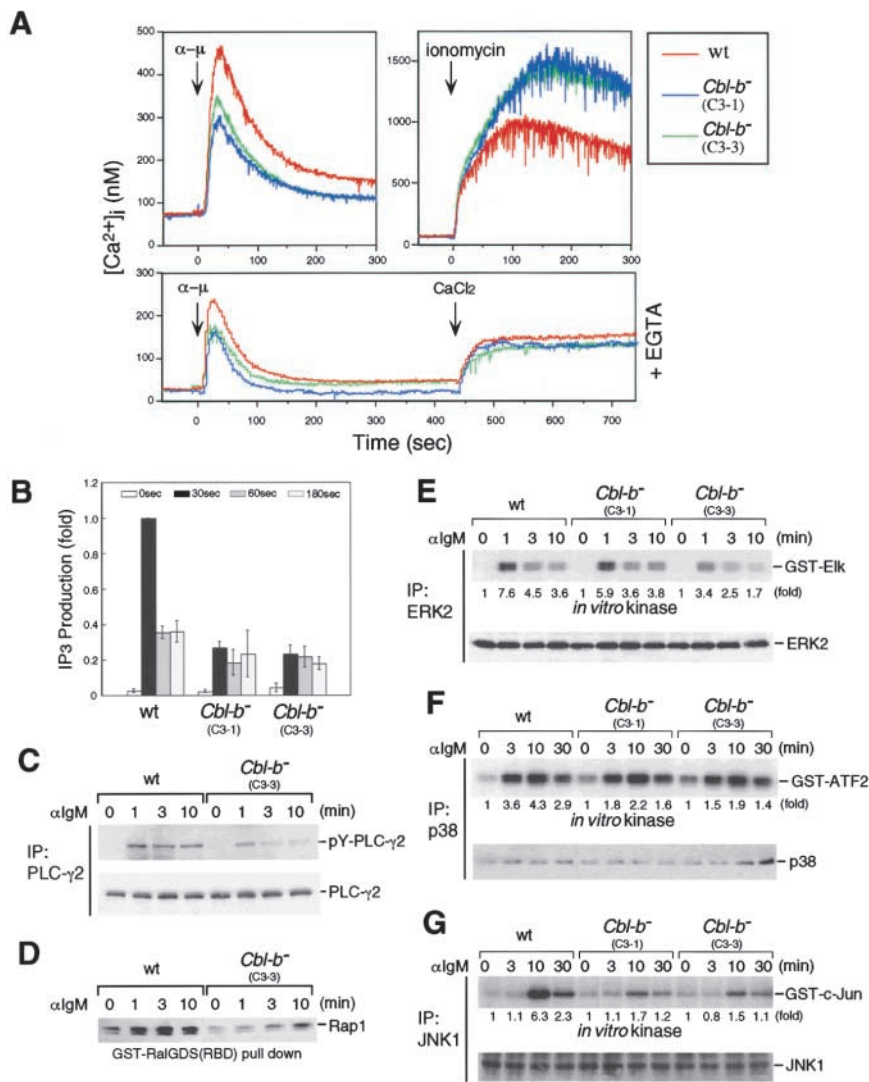 A
500
400
300
200
100
0
α-μ
0 100 200 300
1500
1000
500
0
ionomycin
0 100 200 300
wt
Cbl-b-
(C3-1)
Cbl-b-
(C3-3)
[Ca2+]i (nM)
300
200
100
0
α-μ
CaCl2
+ EGTA
0 100 200 300 400 500 600 700
Time (sec)
B
IP3 Production (fold)
1.2
1.0
0.8
0.6
0.4
0.2
0
0sec 30sec 60sec 180sec
wt Cbl-b- Cbl-b-
(C3-1) (C3-3)
C
wt Cbl-b-
(C3-3)
αIgM 0 1 3 10 0 1 3 10 (min)
IP:
PLC-γ2
pY-PLC-γ2
PLC-γ2
D
wt Cbl-b-
(C3-3)
αIgM 0 1 3 10 0 1 3 10 (min)
Rap1
GST-RalGDS(RBD) pull down
E
wt Cbl-b- Cbl-b-
(C3-1) (C3-3)
αIgM 0 1 3 10 0 1 3 10 0 1 3 10 (min)
IP:
ERK2
GST-Elk
1 7.6 4.5 3.6 1 5.9 3.6 3.8 1 3.4 2.5 1.7 (fold)
in vitro kinase
ERK2
F
wt Cbl-b- Cbl-b-
(C3-1) (C3-3)
αIgM 0 3 10 30 0 3 10 30 0 3 10 30 (min)
IP:
p38
GST-ATF2
1 3.6 4.3 2.9 1 1.8 2.2 1.6 1 1.5 1.9 1.4 (fold)
in vitro kinase
p38
G
wt Cbl-b- Cbl-b-
(C3-1) (C3-3)
αIgM 0 3 10 30 0 3 10 30 0 3 10 30 (min)
IP:
JNK1
GST-c-Jun
1 1.1 6.3 2.3 1 1.1 1.7 1.2 1 0.8 1.5 1.1 (fold)
in vitro kinase
JNK1